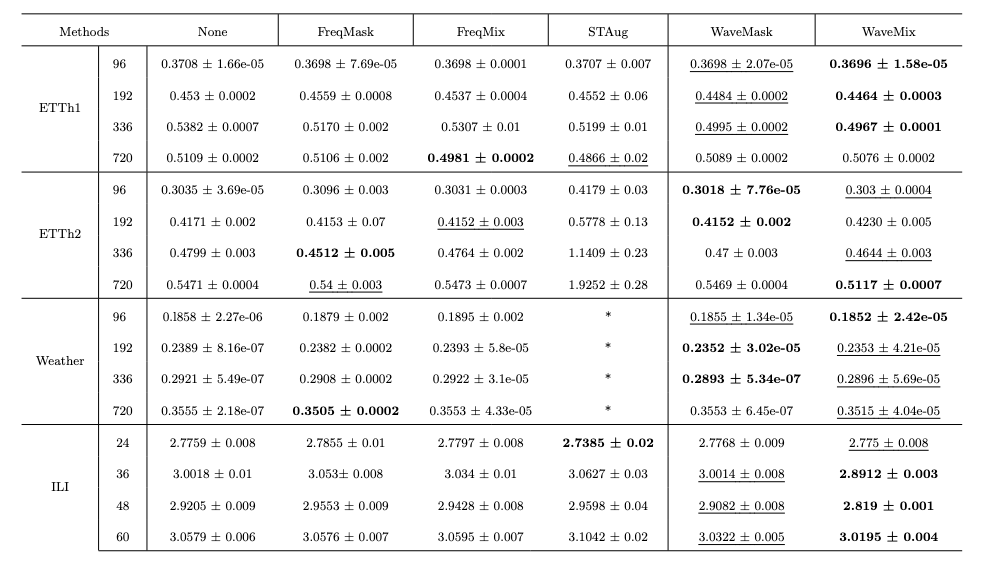 Methods None FreqMask FreqMix STAug WaveMask WaveMix
ETTh1
96 0.3708 ± 1.66e-05 0.3698 ± 7.69e-05 0.3698 ± 0.0001 0.3707 ± 0.007 0.3698 ± 2.07e-05 0.3696 ± 1.58e-05
192 0.453 ± 0.0002 0.4559 ± 0.0008 0.4537 ± 0.0004 0.4552 ± 0.06 0.4484 ± 0.0002 0.4464 ± 0.0003
336 0.5382 ± 0.0007 0.5170 ± 0.002 0.5307 ± 0.01 0.5199 ± 0.01 0.4995 ± 0.0002 0.4967 ± 0.0001
720 0.5109 ± 0.0002 0.5106 ± 0.002 0.4981 ± 0.0002 0.4866 ± 0.02 0.5089 ± 0.0002 0.5076 ± 0.0002
ETTh2
96 0.3035 ± 3.69e-05 0.3096 ± 0.003 0.3031 ± 0.0003 0.4179 ± 0.03 0.3018 ± 7.76e-05 0.303 ± 0.0004
192 0.4171 ± 0.002 0.4153 ± 0.07 0.4152 ± 0.003 0.5778 ± 0.13 0.4152 ± 0.002 0.4230 ± 0.005
336 0.4799 ± 0.003 0.4512 ± 0.005 0.4764 ± 0.002 1.1409 ± 0.23 0.47 ± 0.003 0.4644 ± 0.003
720 0.5471 ± 0.0004 0.54 ± 0.003 0.5473 ± 0.0007 1.9252 ± 0.28 0.5469 ± 0.0004 0.5117 ± 0.0007
Weather
96 0.1858 ± 2.27e-06 0.1879 ± 0.002 0.1895 ± 0.002 * 0.1855 ± 1.34e-05 0.1852 ± 2.42e-05
192 0.2389 ± 8.16e-07 0.2382 ± 0.0002 0.2393 ± 5.8e-05 * 0.2352 ± 3.02e-05 0.2353 ± 4.21e-05
336 0.2921 ± 5.49e-07 0.2908 ± 0.0002 0.2922 ± 3.1e-05 * 0.2893 ± 5.34e-07 0.2896 ± 5.69e-05
720 0.3555 ± 2.18e-07 0.3505 ± 0.0002 0.3553 ± 4.33e-05 * 0.3553 ± 6.45e-07 0.3515 ± 4.04e-05
ILI
24 2.7759 ± 0.008 2.7855 ± 0.01 2.7797 ± 0.008 2.7385 ± 0.02 2.7768 ± 0.009 2.775 ± 0.008
36 3.0018 ± 0.01 3.053± 0.008 3.034 ± 0.01 3.0627 ± 0.03 3.0014 ± 0.008 2.8912 ± 0.003
48 2.9205 ± 0.009 2.9553 ± 0.009 2.9428 ± 0.008 2.9598 ± 0.04 2.9082 ± 0.008 2.819 ± 0.001
60 3.0579 ± 0.006 3.0576 ± 0.007 3.0595 ± 0.007 3.1042 ± 0.02 3.0322 ± 0.005 3.0195 ± 0.004